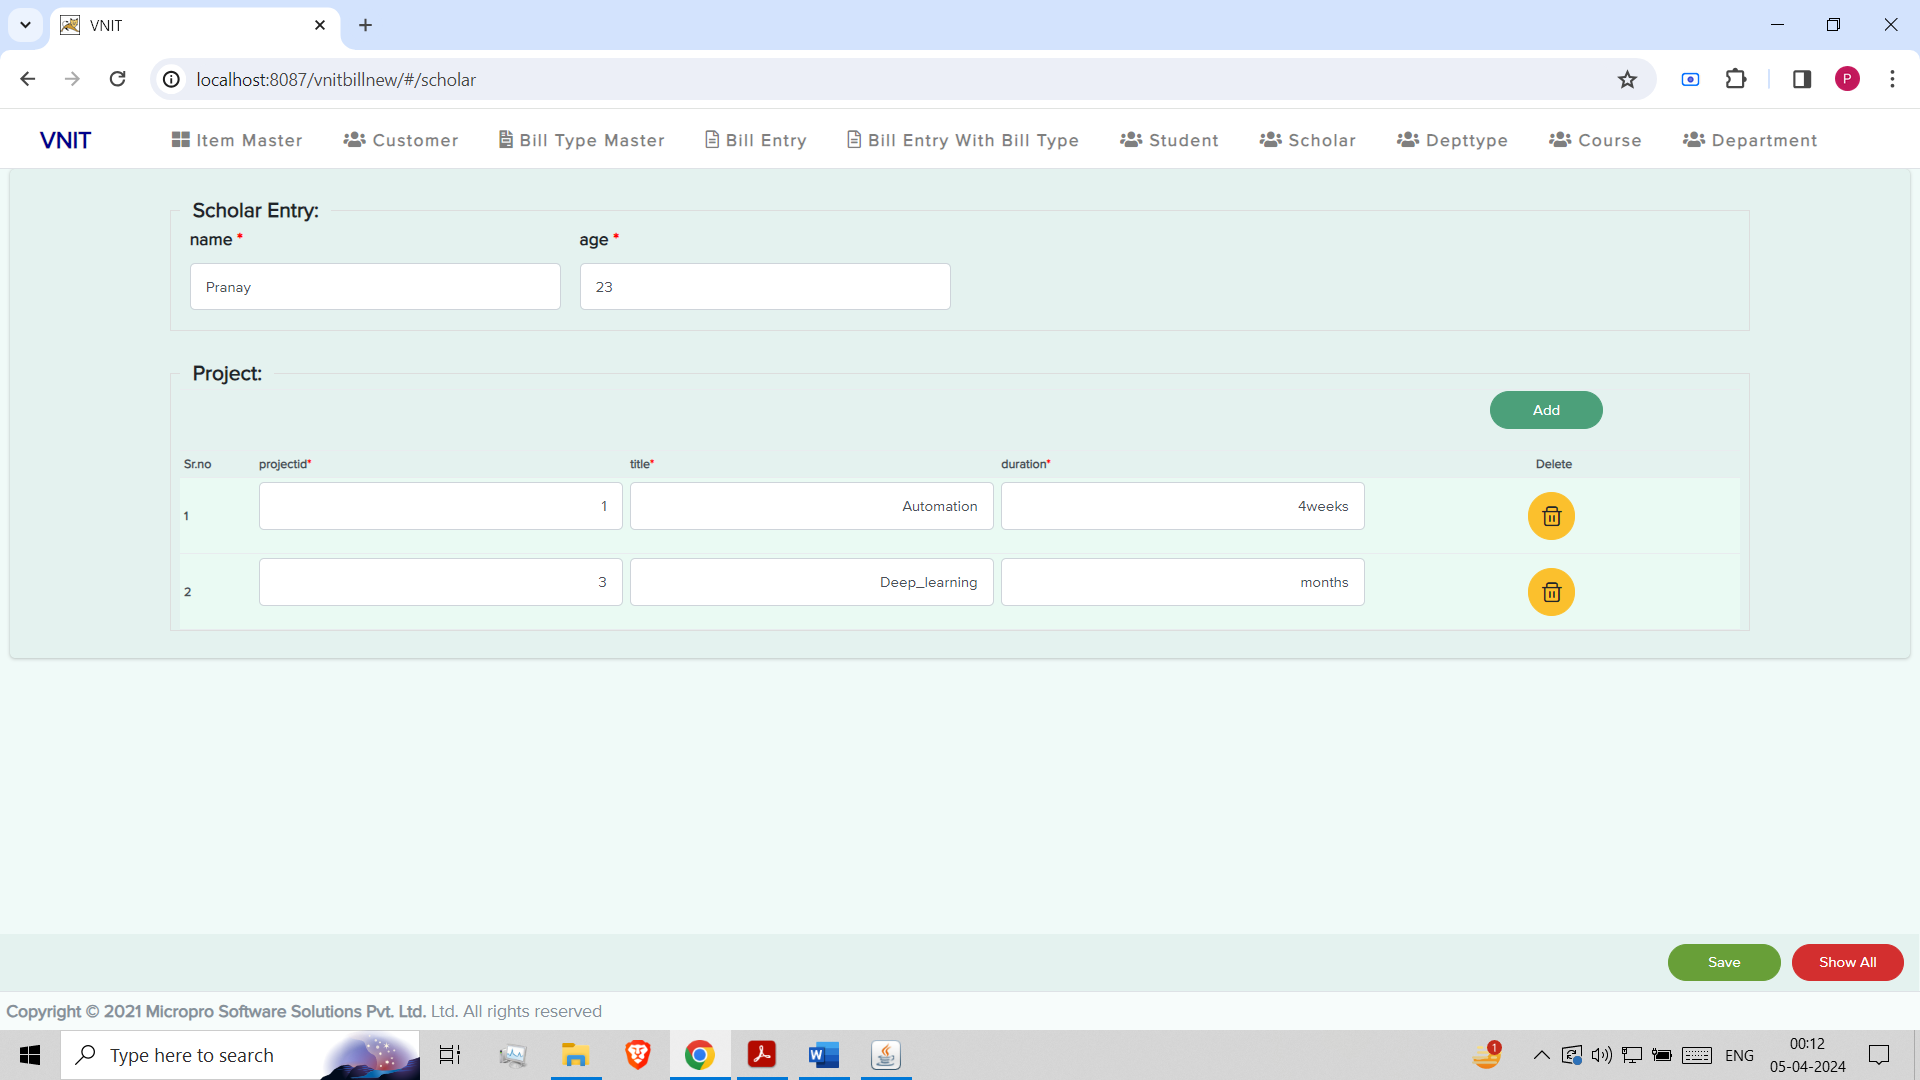 VNIT
localhost:8087/vnitbillnew/#/scholar
P
VNIT Item Master Customer Bill Type Master Bill Entry Bill Entry With Bill Type Student Scholar Depttype Course Department
Scholar Entry:
name * age *
Pranay 23
Project:
Add
Sr.no projectid* title* duration* Delete
1 1 Automation 4weeks
2 3 Deep_learning months
Save Show All
Copyright © 2021 Micropro Software Solutions Pvt. Ltd. Ltd. All rights reserved
Type here to search
1
ENG
00:12
05-04-2024